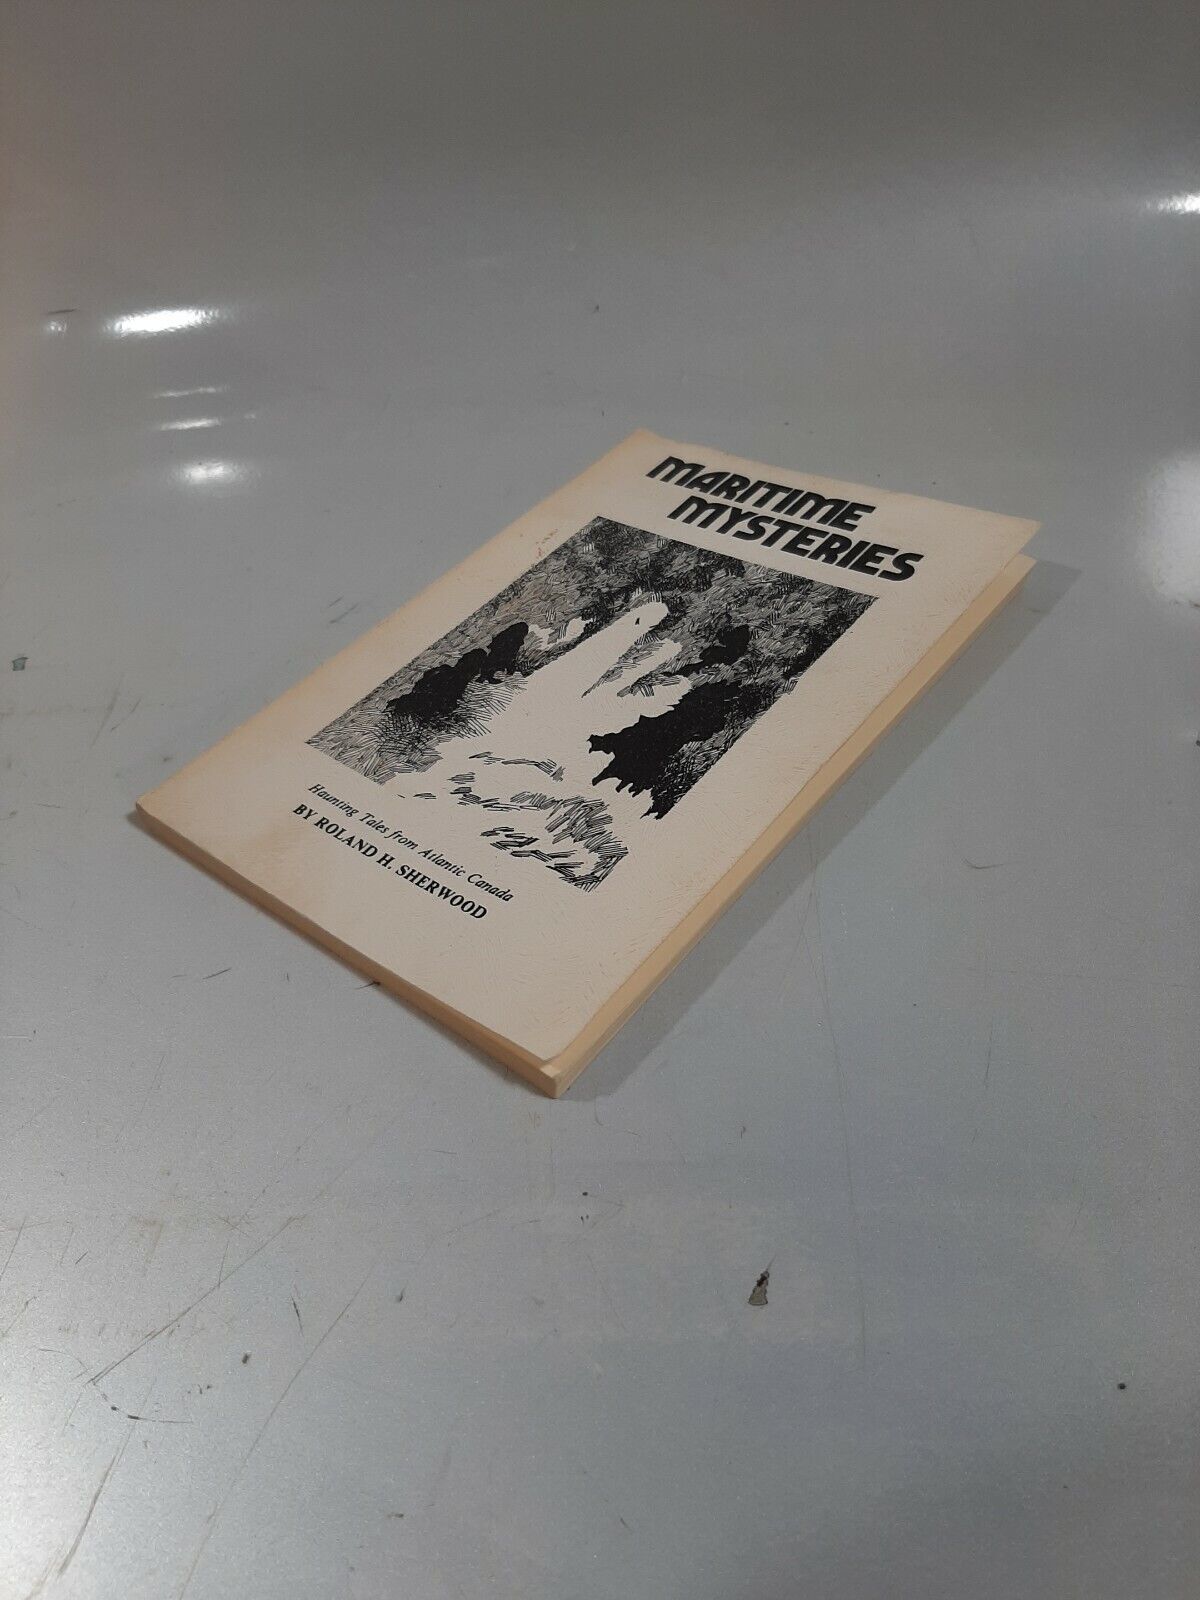 MARITIME
MYSTERIES
Haunting Tales from Atlantic Canada
BY ROLAND H. SHERWOOD